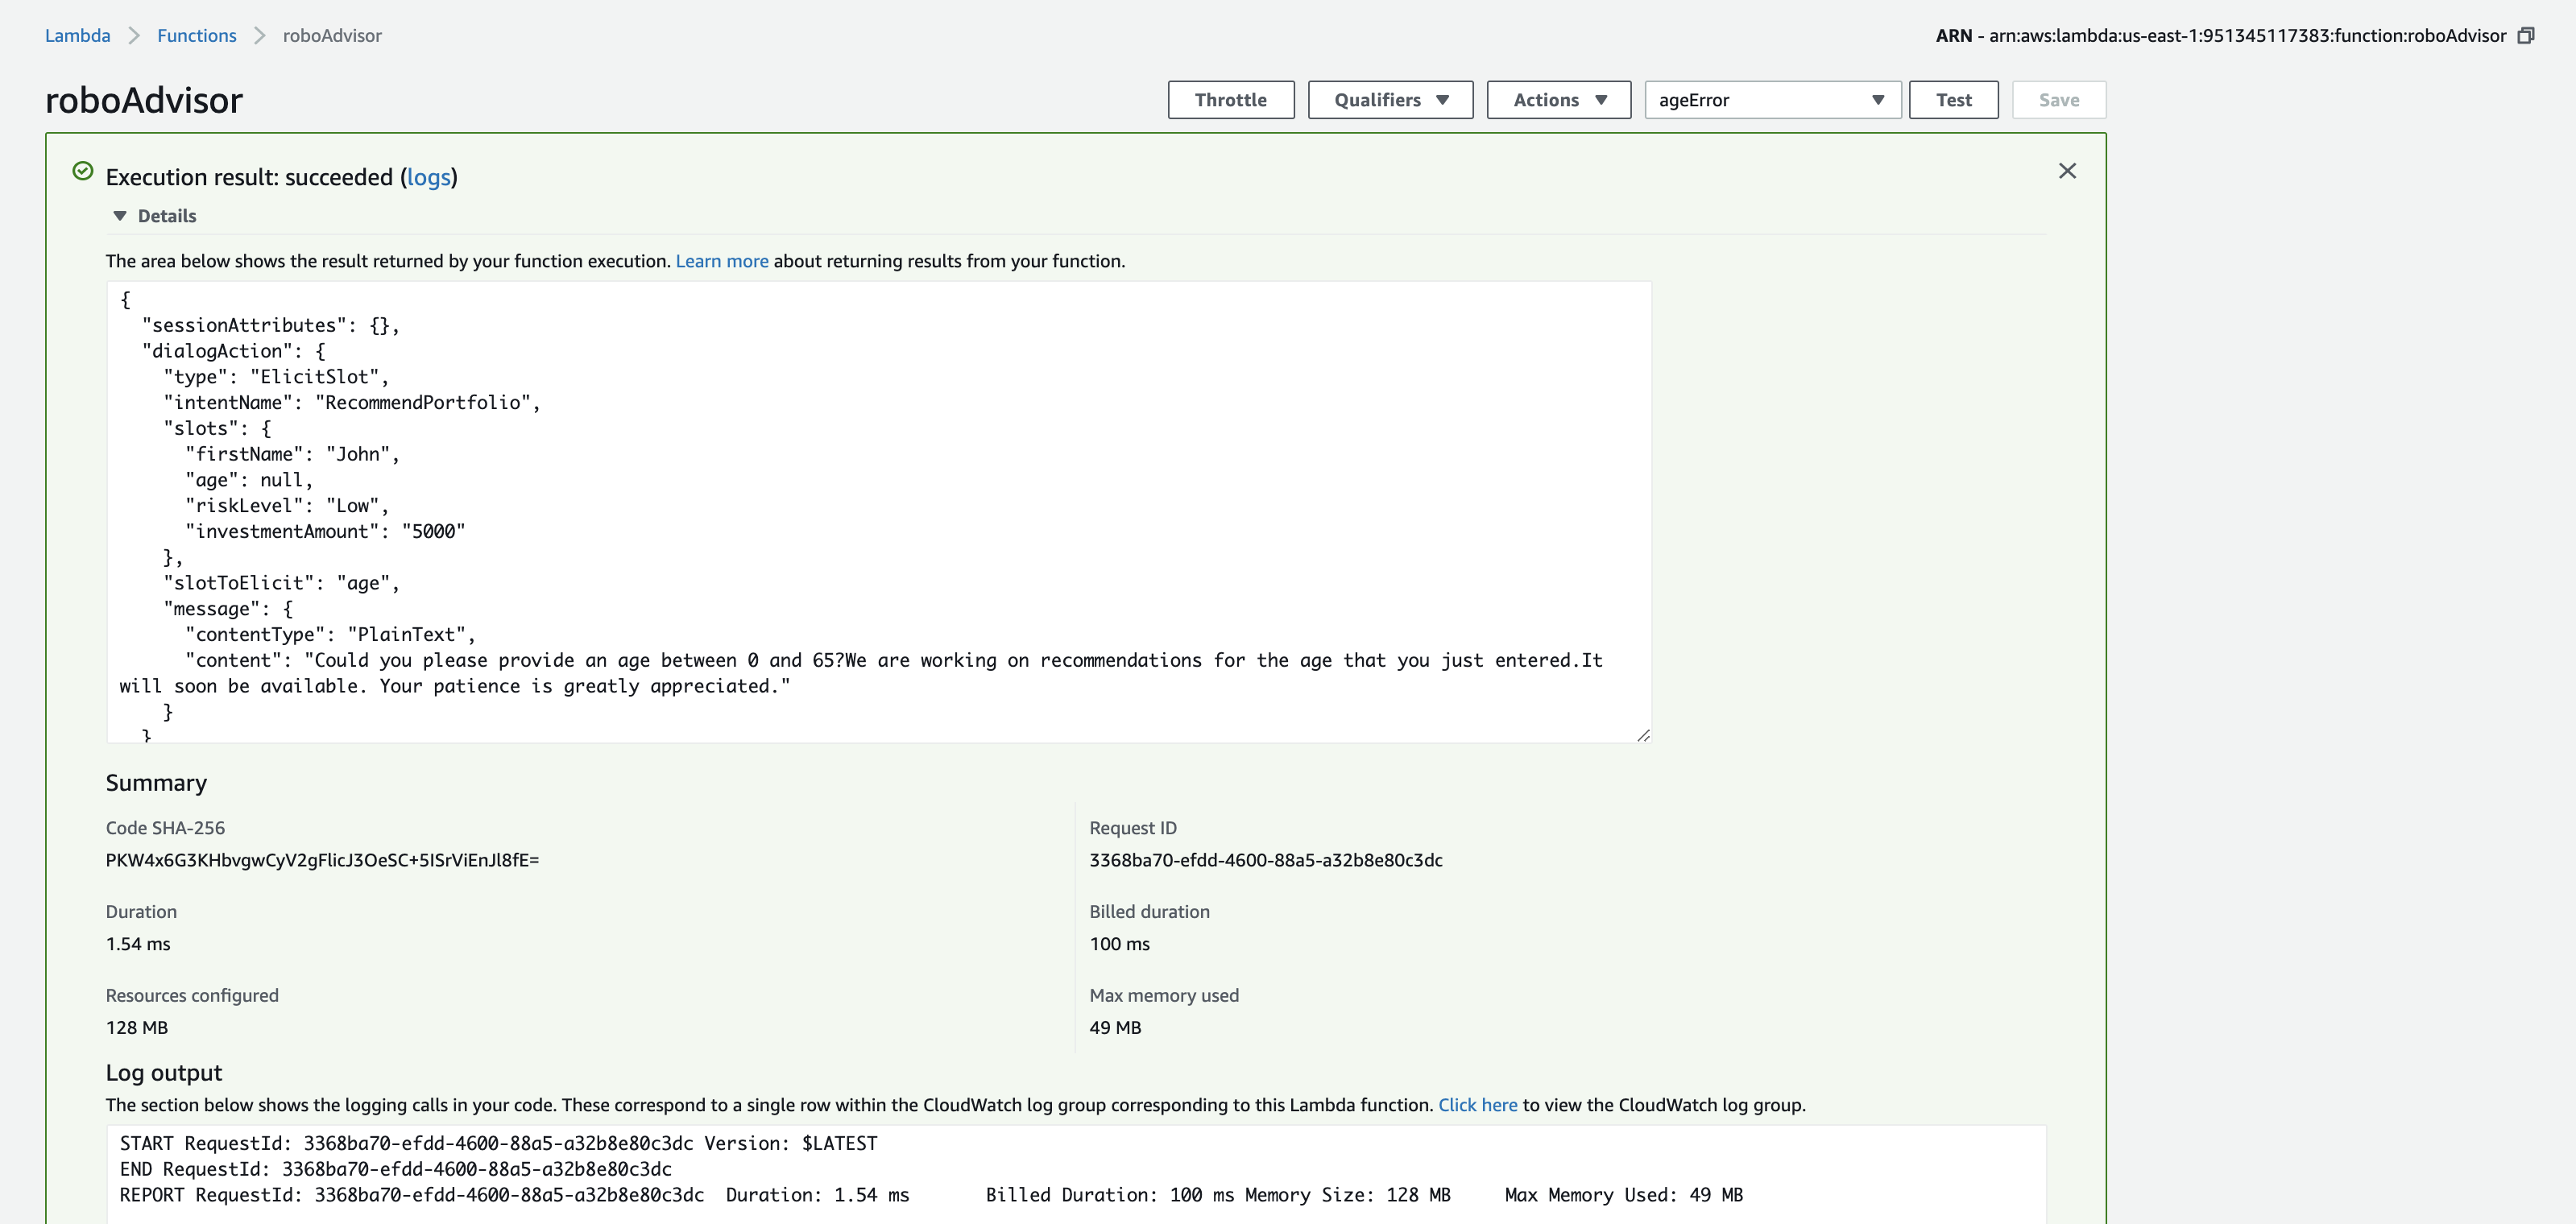 Lambda > Functions > roboAdvisor
ARN - arn:aws:lambda:us-east-1:951345117383:function:roboAdvisor
roboAdvisor
Throttle
Qualifiers
Actions
ageError
Test
Save
Execution result: succeeded (logs)
Details
The area below shows the result returned by your function execution. Learn more about returning results from your function.
{
  "sessionAttributes": {},
  "dialogAction": {
    "type": "ElicitSlot",
    "intentName": "RecommendPortfolio",
    "slots": {
      "firstName": "John",
      "age": null,
      "riskLevel": "Low",
      "investmentAmount": "5000"
    },
    "slotToElicit": "age",
    "message": {
      "contentType": "PlainText",
      "content": "Could you please provide an age between 0 and 65?We are working on recommendations for the age that you just entered.It
will soon be available. Your patience is greatly appreciated."
    }
  }
Summary
Code SHA-256
PKW4x6G3KHbvgwCyV2gFlicJ3OeSC+5ISrViEnJl8fE=
Request ID
3368ba70-efdd-4600-88a5-a32b8e80c3dc
Duration
1.54 ms
Billed duration
100 ms
Resources configured
128 MB
Max memory used
49 MB
Log output
The section below shows the logging calls in your code. These correspond to a single row within the CloudWatch log group corresponding to this Lambda function. Click here to view the CloudWatch log group.
START RequestId: 3368ba70-efdd-4600-88a5-a32b8e80c3dc Version: $LATEST
END RequestId: 3368ba70-efdd-4600-88a5-a32b8e80c3dc
REPORT RequestId: 3368ba70-efdd-4600-88a5-a32b8e80c3dc  Duration: 1.54 ms  Billed Duration: 100 ms Memory Size: 128 MB  Max Memory Used: 49 MB